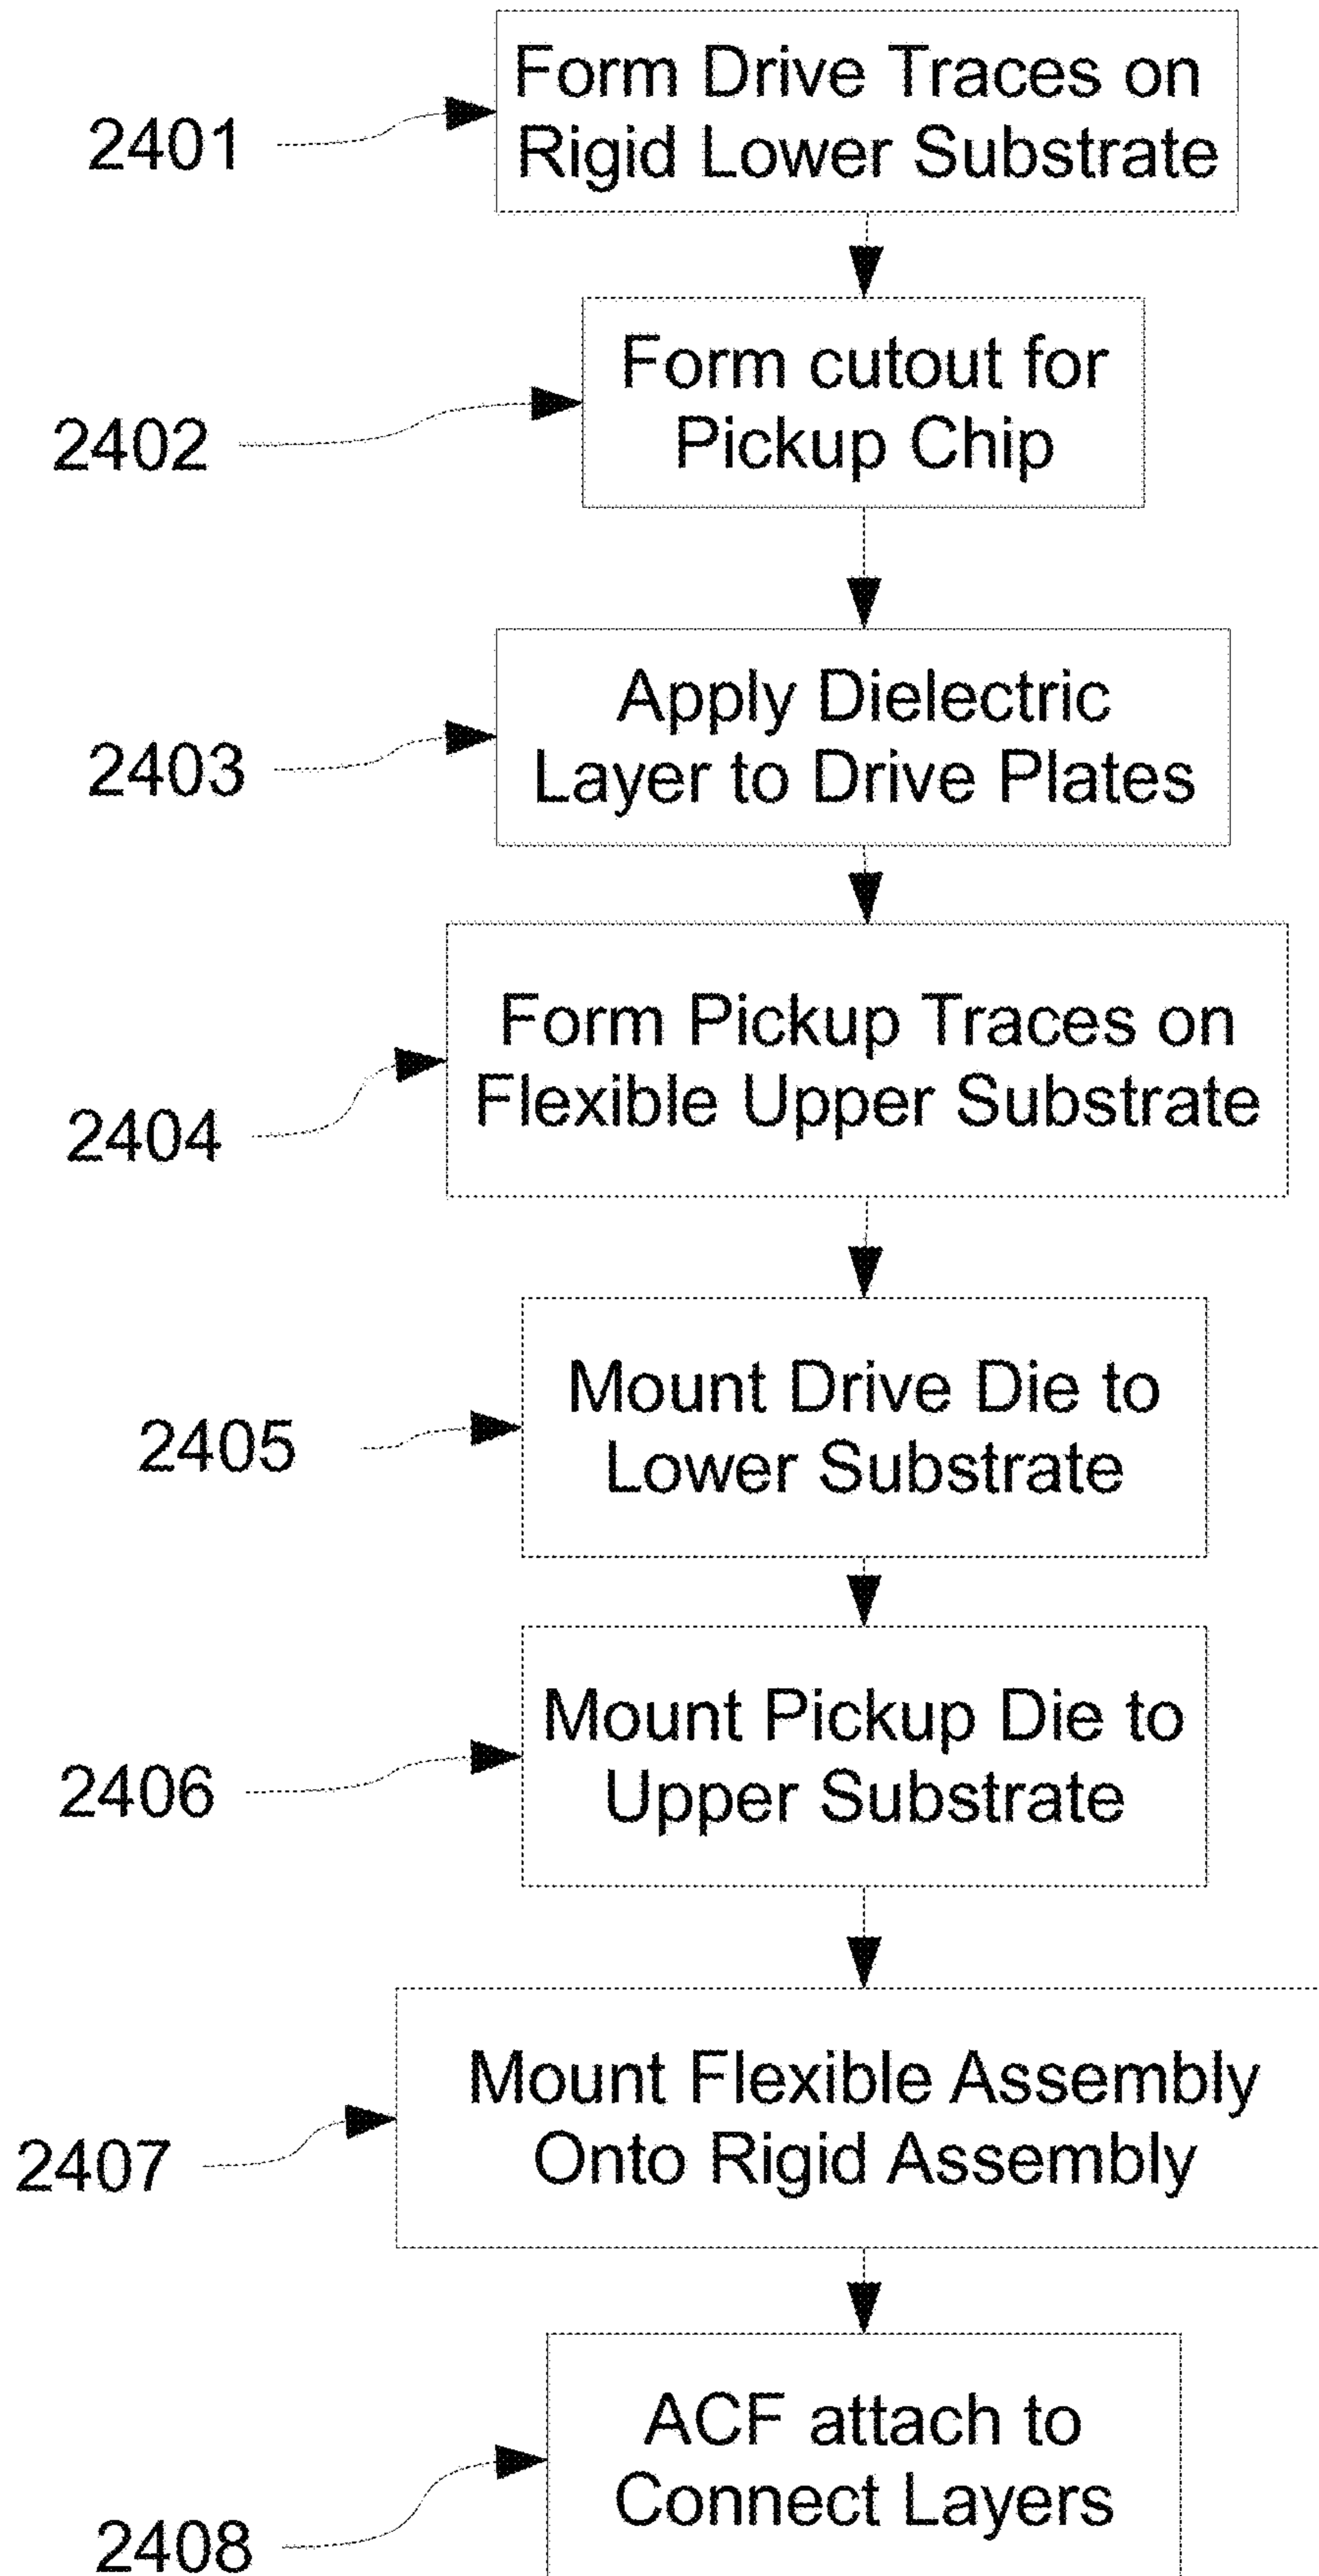 Form Drive Traces on
Rigid Lower Substrate
2401
Form cutout for
Pickup Chip
2402
Apply Dielectric
Layer to Drive Plates
2403
Form Pickup Traces on
Flexible Upper Substrate
2404
Mount Drive Die to
Lower Substrate
2405
Mount Pickup Die to
Upper Substrate
2406
Mount Flexible Assembly
Onto Rigid Assembly
2407
ACF attach to
Connect Layers
2408